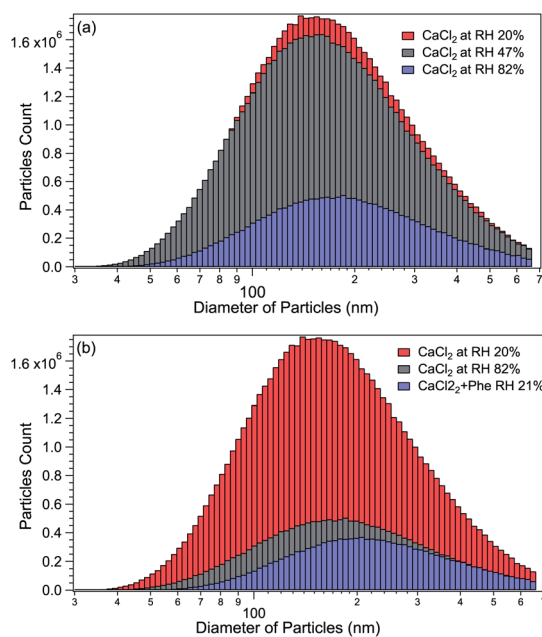 (a)
CaCl₂ at RH 20%
CaCl₂ at RH 47%
CaCl₂ at RH 82%
Particles Count
1.6 x10⁶
1.4
1.2
1.0
0.8
0.6
0.4
0.2
0.0
3 4 5 6 7 8 9 100 2 3 4 5 6 7
Diameter of Particles (nm)
(b)
CaCl₂ at RH 20%
CaCl₂ at RH 82%
CaCl2₂+Phe RH 21%
Particles Count
1.6 x10⁶
1.4
1.2
1.0
0.8
0.6
0.4
0.2
0.0
3 4 5 6 7 8 9 100 2 3 4 5 6
Diameter of Particles (nm)